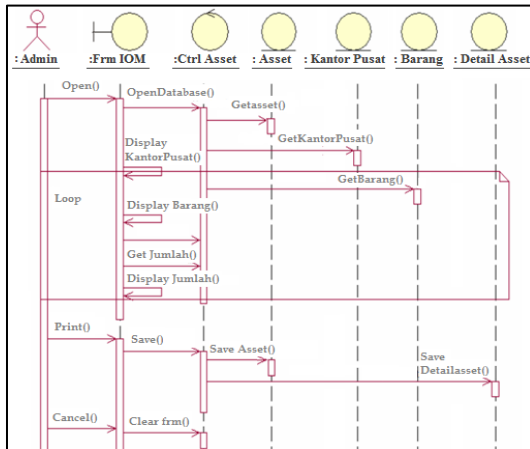 : Admin
:Frm IOM
:Ctrl Asset
: Asset
: Kantor Pusat
: Barang
: Detail Asset
Open()
OpenDatabase()
Getasset()
GetKantorPusat()
Display
KantorPusat()
GetBarang()
Loop
Display Barang()
Get Jumlah()
Display Jumlah()
Print()
Save()
Save Asset()
Save
Detailasset()
Cancel()
Clear frm()